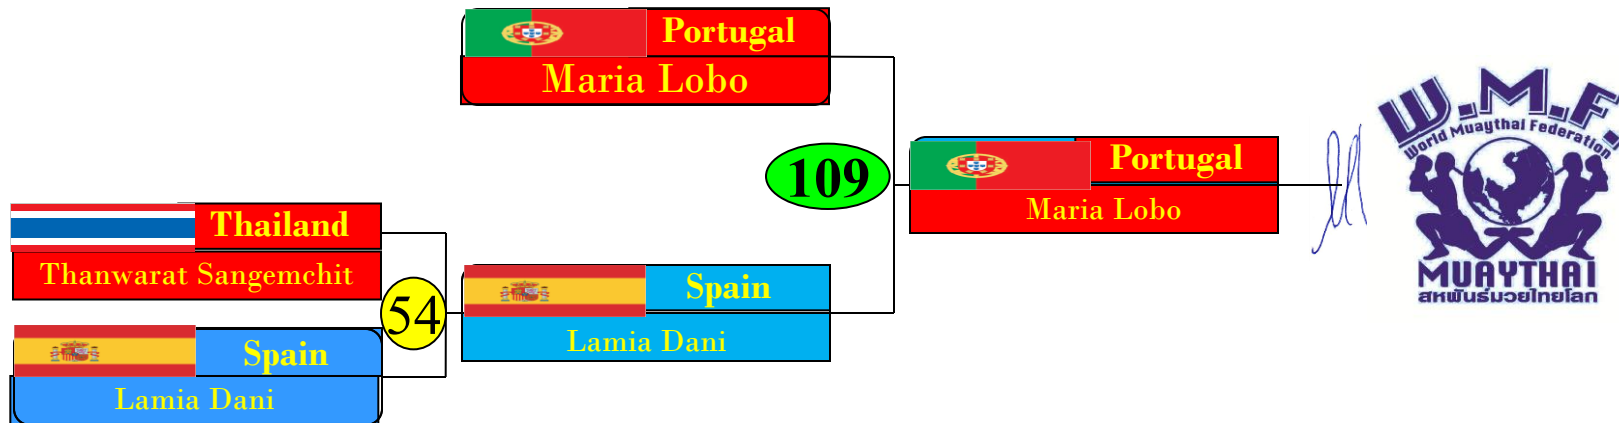 Portugal
Maria Lobo
109
Portugal
Maria Lobo
Thailand
Thanwarat Sangemchit
54
Spain
Lamia Dani
Spain
Lamia Dani
W.M.F.
World Muaythai Federation
MUAYTHAI
สหพันธ์มวยไทยโลก